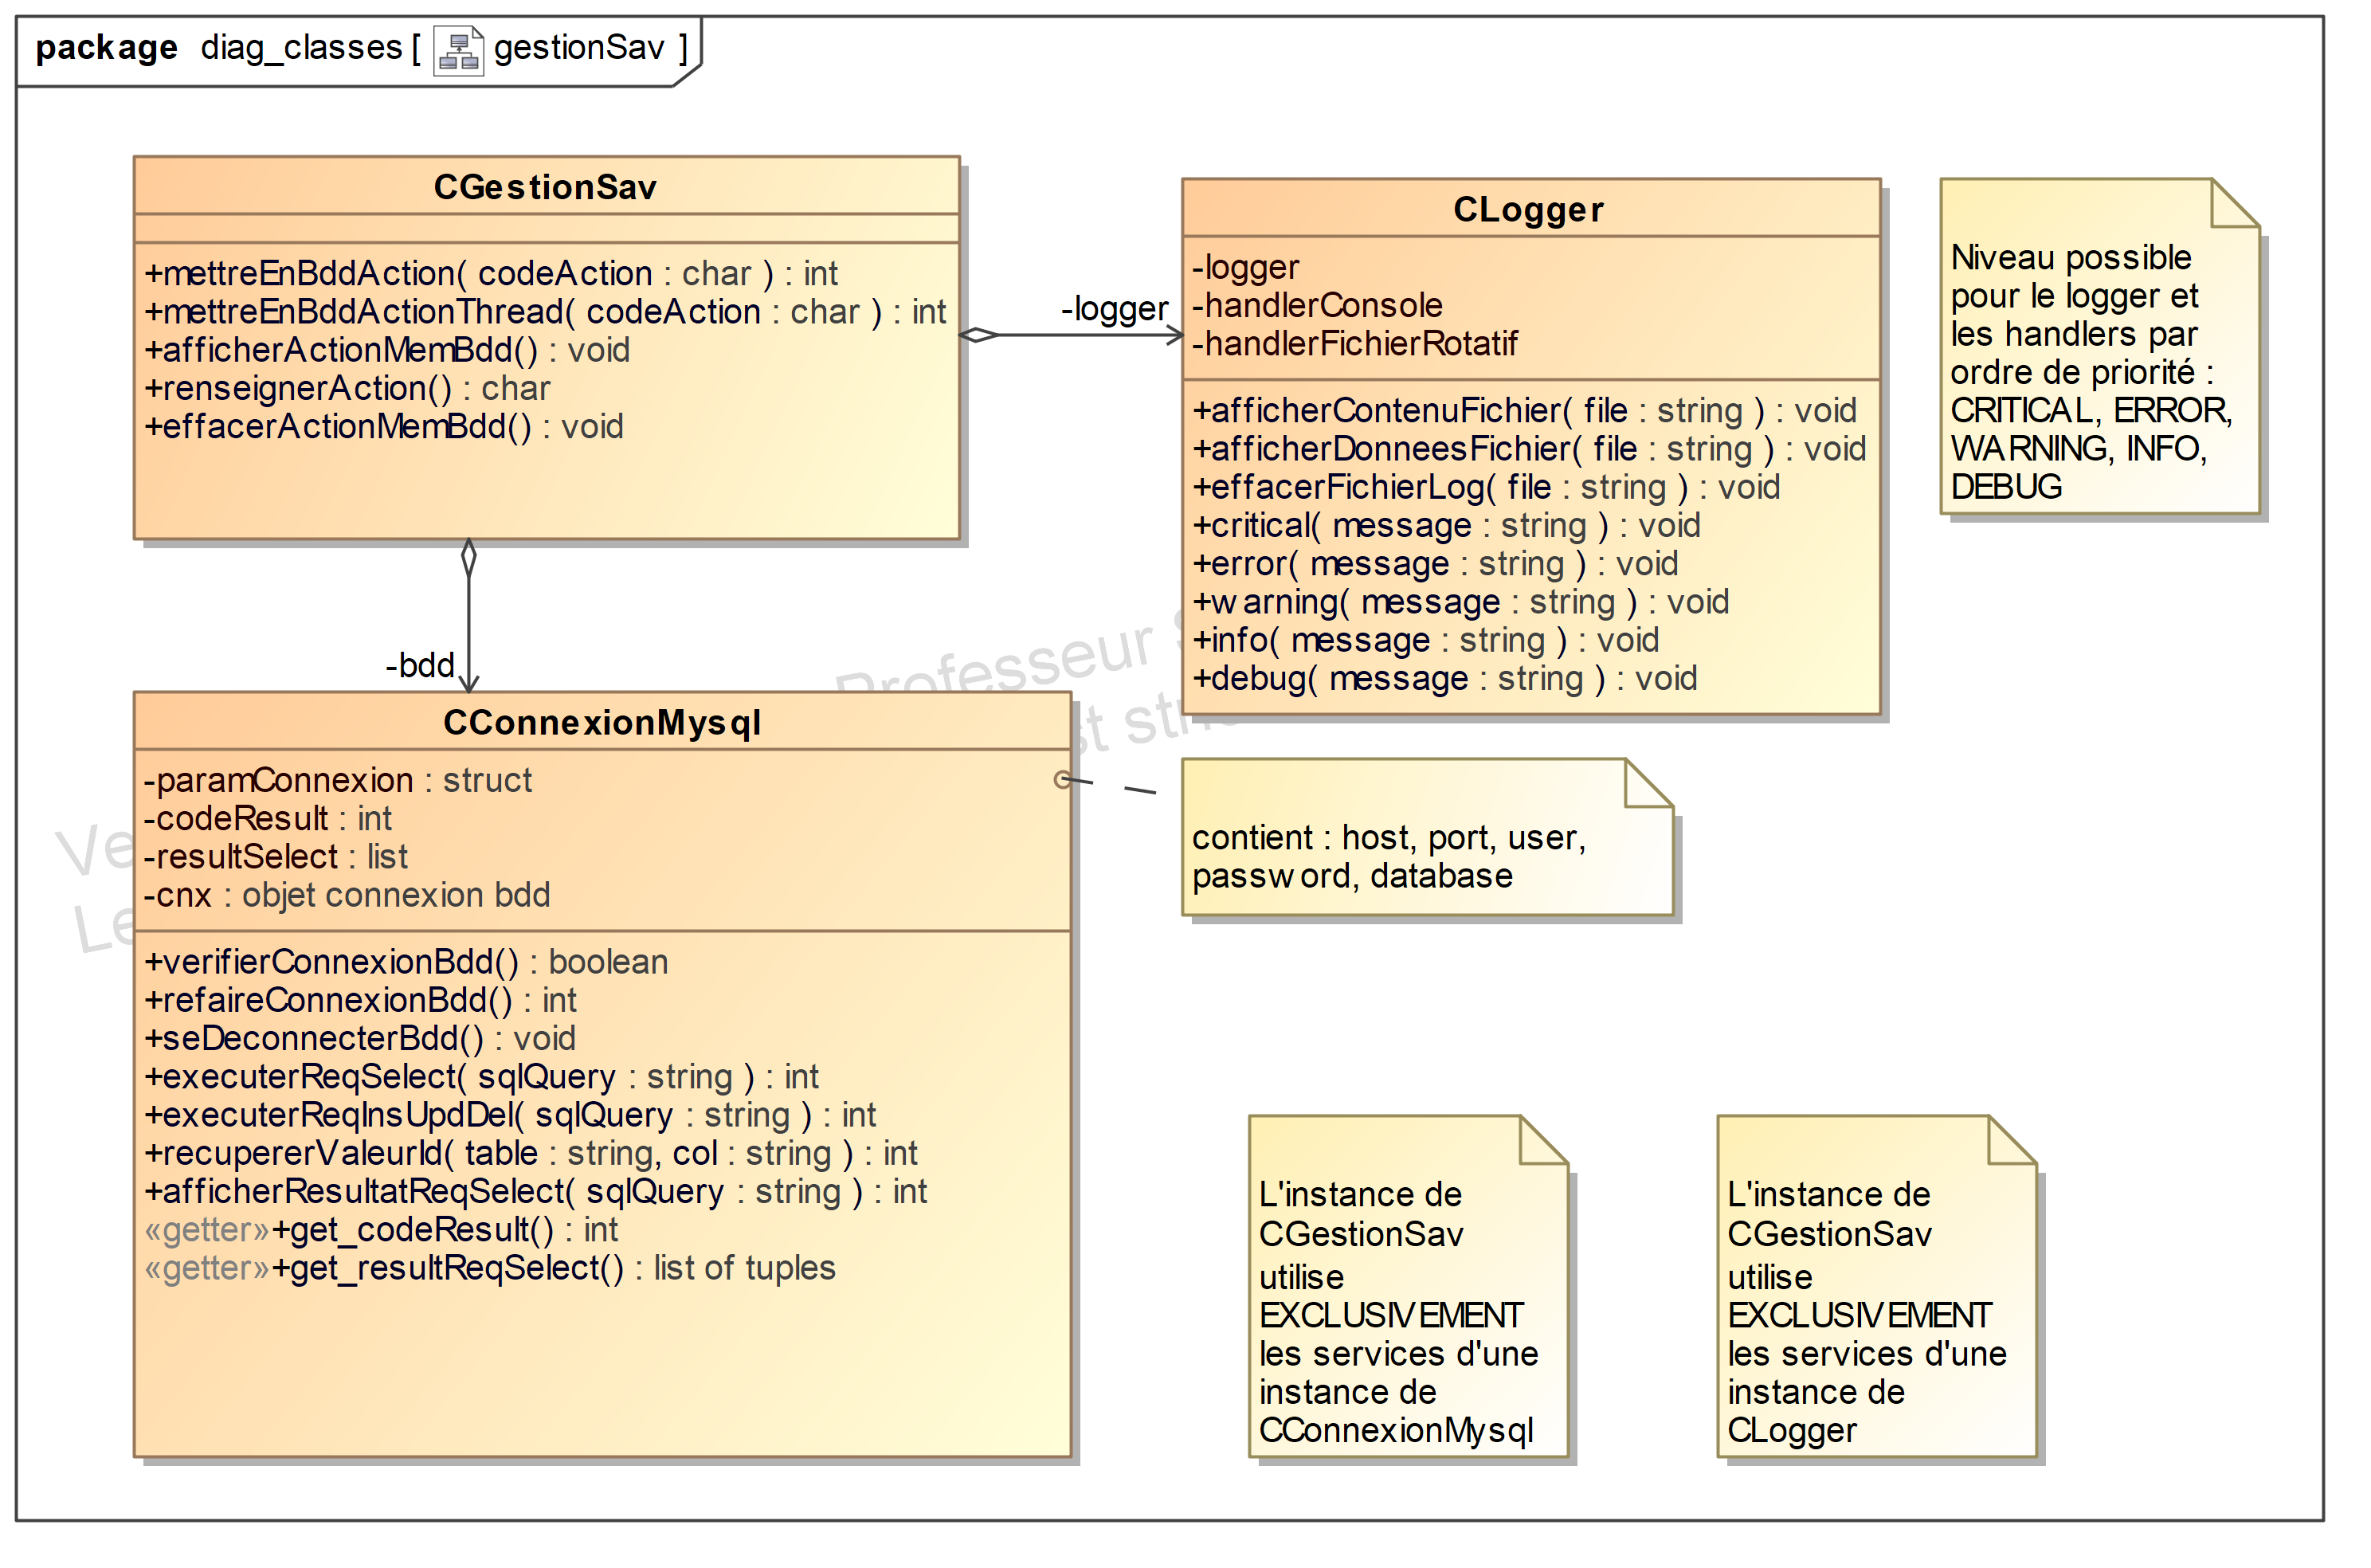 package diag_classes [ gestionSav ]
CGestionSav
+mettreEnBddAction( codeAction : char ) : int
+mettreEnBddActionThread( codeAction : char ) : int
+afficherActionMemBdd() : void
+renseignerAction() : char
+effacerActionMemBdd() : void
-logger
CLogger
-logger
-handlerConsole
-handlerFichierRotatif
+afficherContenuFichier( file : string ) : void
+afficherDonneesFichier( file : string ) : void
+effacerFichierLog( file : string ) : void
+critical( message : string ) : void
+error( message : string ) : void
+warning( message : string ) : void
+info( message : string ) : void
+debug( message : string ) : void
Niveau possible
pour le logger et
les handlers par
ordre de priorité :
CRITICAL, ERROR,
WARNING, INFO,
DEBUG
-bdd
Professeur
CConnexionMysql
-paramConnexion : struct
-codeResult : int
-resultSelect : list
-cnx : objet connexion bdd
+verifierConnexionBdd() : boolean
+refaireConnexionBdd() : int
+seDeconnecterBdd() : void
+executerReqSelect( sqlQuery : string ) : int
+executerReqInsUpdDel( sqlQuery : string ) : int
+recupererValeurId( table : string, col : string ) : int
+afficherResultatReqSelect( sqlQuery : string ) : int
«getter»+get_codeResult() : int
«getter»+get_resultReqSelect() : list of tuples
contient : host, port, user,
password, database
L'instance de
CGestionSav
utilise
EXCLUSIVEMENT
les services d'une
instance de
CConnexionMysql
L'instance de
CGestionSav
utilise
EXCLUSIVEMENT
les services d'une
instance de
CLogger